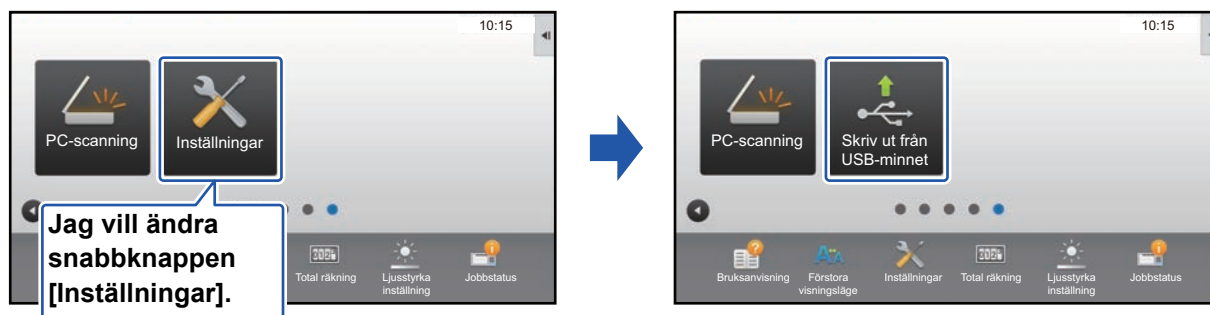 10:15
PC-scanning
Inställningar
Jag vill ändra
snabbknappen
[Inställningar].
Total räkning
Ljusstyrka
inställning
Jobbstatus
10:15
PC-scanning
Skriv ut från
USB-minnet
Bruksanvisning
Förstora
visningsläge
Inställningar
Total räkning
Ljusstyrka
inställning
Jobbstatus